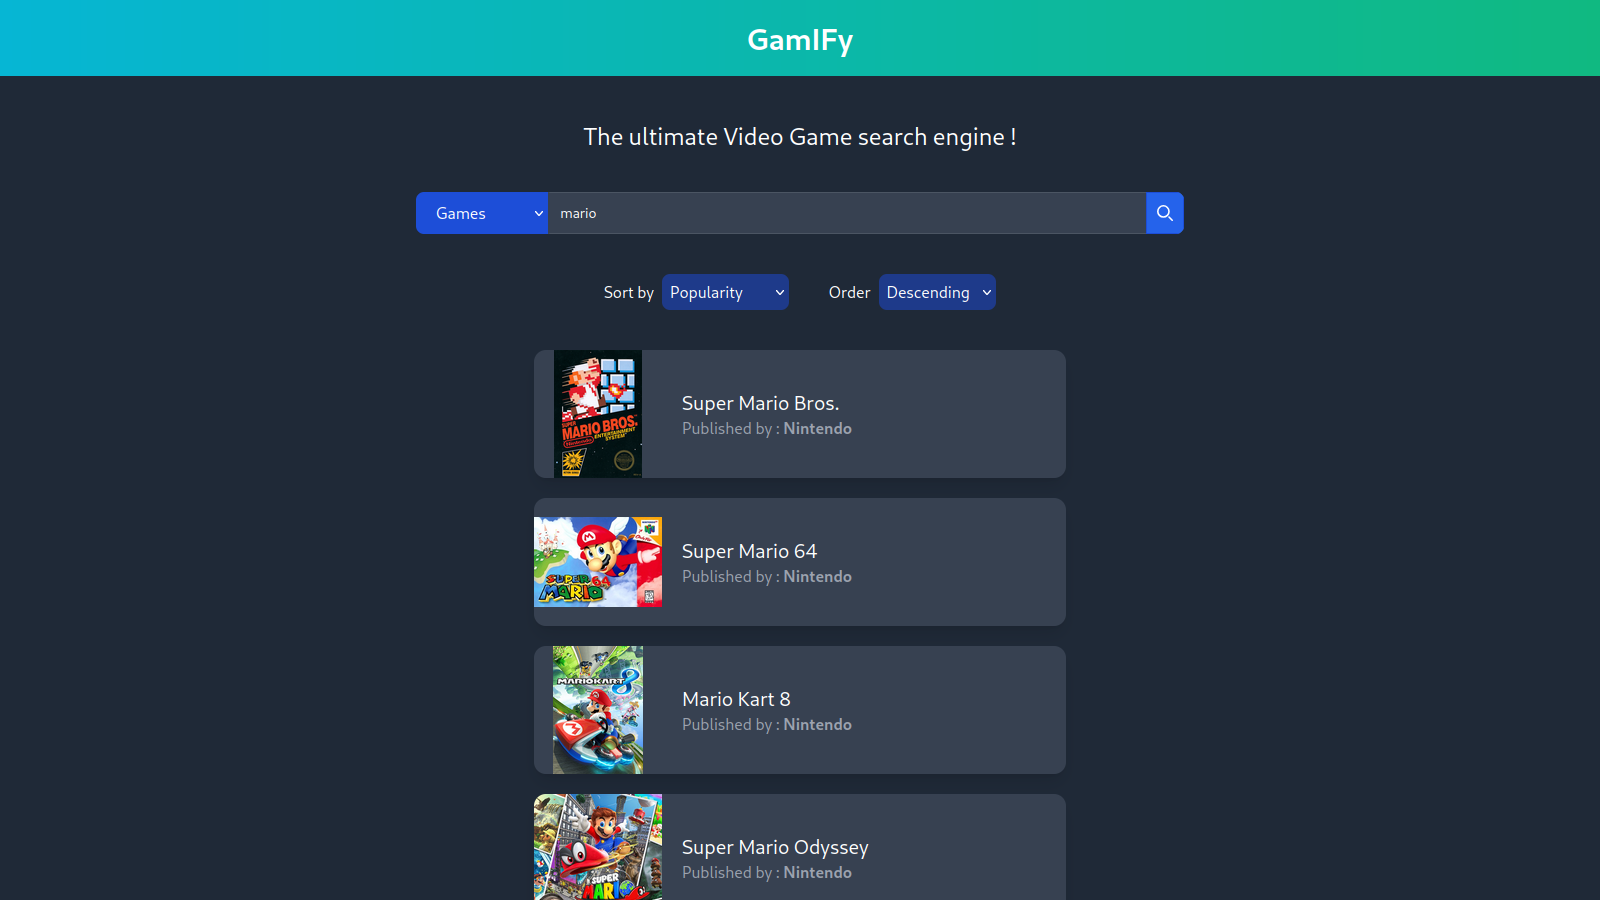 GamIFy
The ultimate Video Game search engine !
Games
mario
Sort by Popularity Order Descending
Super Mario Bros.
Published by : Nintendo
SUPER
MARIO BROS.
ENTERTAINMENT
SYSTEM
Super Mario 64
Published by : Nintendo
SUPER
MARIO 64
Mario Kart 8
Published by : Nintendo
MARIOKART 8
Super Mario Odyssey
Published by : Nintendo
SUPER
MARIO